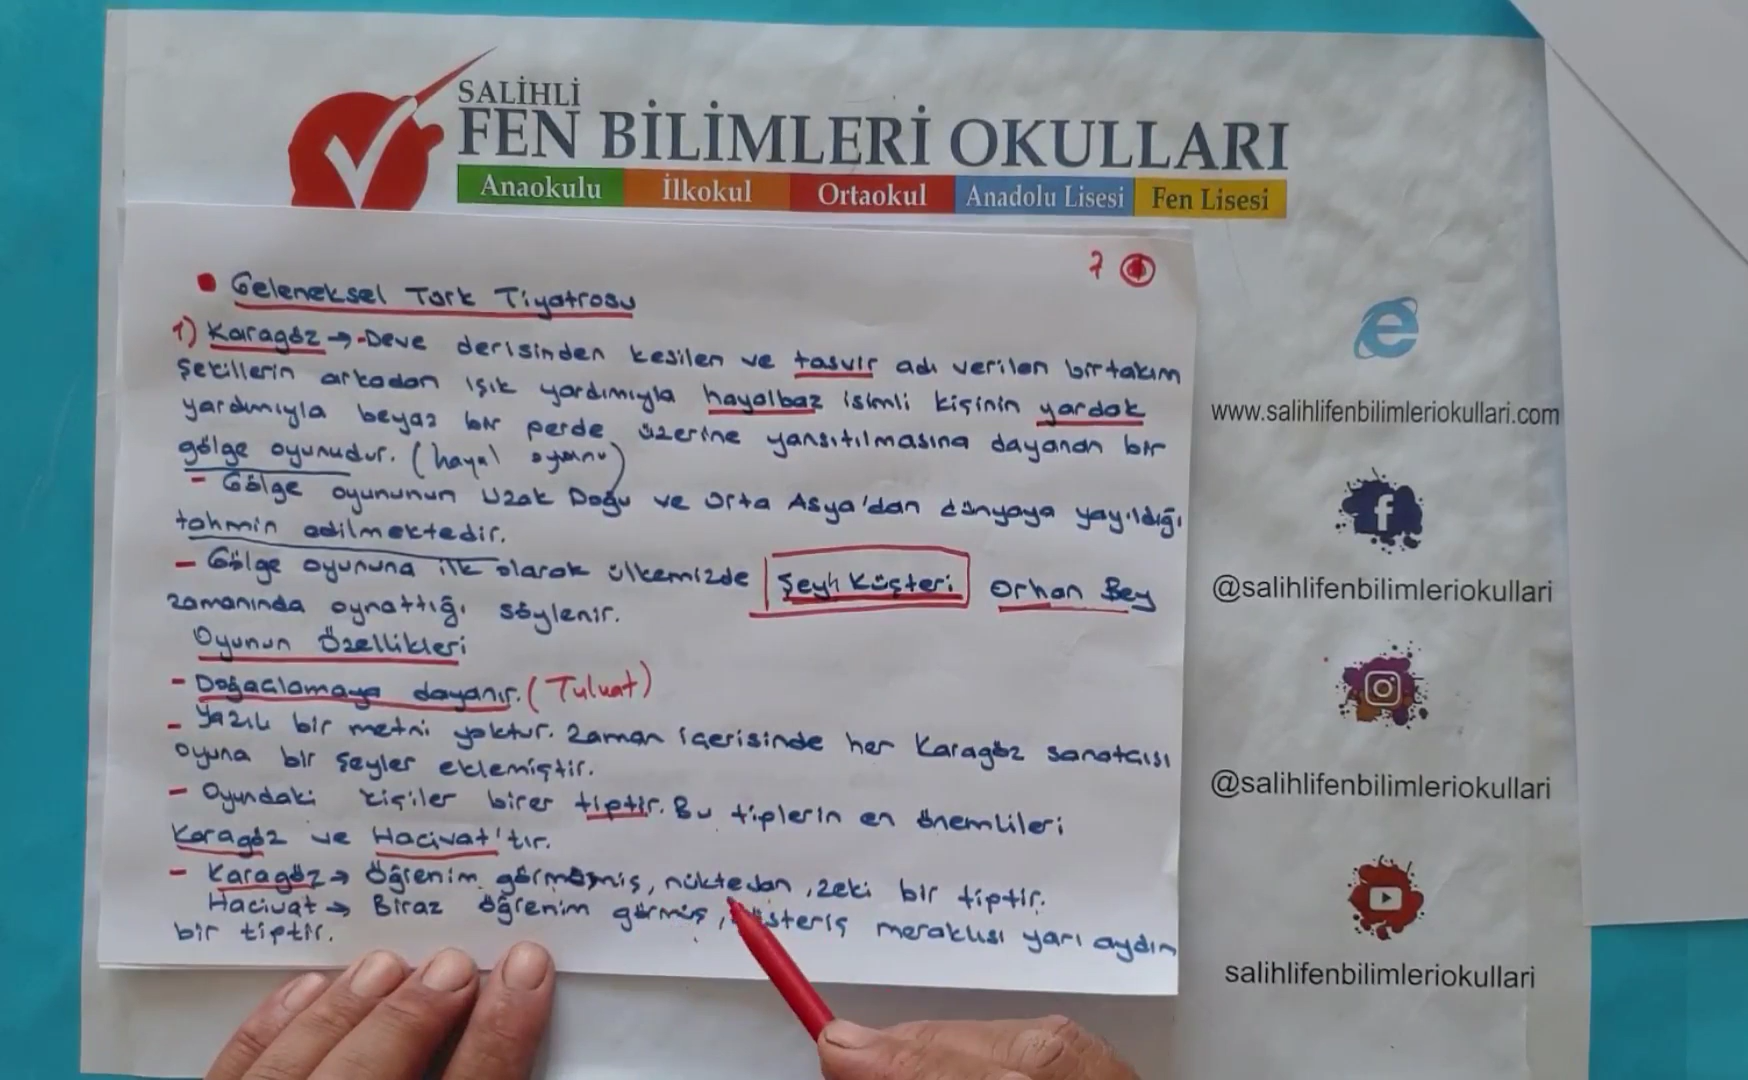 SALİHLİ
FEN BİLİMLERİ OKULLARI
Anaokulu İlkokul Ortaokul Anadolu Lisesi Fen Lisesi
7
Geleneksel Türk Tiyatrosu
1) Karagöz → - Deve derisinden kesilen ve tasvir adı verilen birtakım
şekillerin arkadan ışık yardımıyla hayalbaz isimli kişinin yardak
yardımıyla beyaz bir perde üzerine yansıtılmasına dayanan bir
gölge oyunudur. (hayal oyunu)
- Gölge oyununun Uzak Doğu ve Orta Asya'dan dünyaya yayıldığı
tahmin edilmektedir.
- Gölge oyununa ilk olarak ülkemizde Şeyh Küşteri Orhan Bey
zamanında oynattığı söylenir.
Oyunun Özellikleri
- Doğaçlamaya dayanır. (Tuluat)
- Yazılı bir metni yoktur. Zaman içerisinde her Karagöz sanatçısı
oyuna bir şeyler eklemiştir.
- Oyundaki kişiler birer tiptir. Bu tiplerin en önemlileri
Karagöz ve Hacivat'tır.
- Karagöz → Öğrenim görmemiş, nüktedan, zeki bir tiptir.
Hacivat → Biraz öğrenim görmüş, meraklısı yarı aydın
bir tiptir.
www.salihlifenbilimleriokullari.com
@salihlifenbilimleriokullari
@salihlifenbilimleriokullari
salihlifenbilimleriokullari